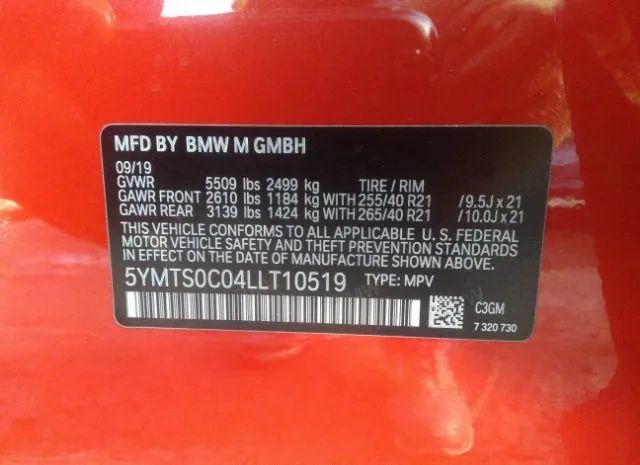 MFD BY BMW M GMBH
09/19
GVWR 5509 lbs 2499 kg TIRE / RIM
GAWR FRONT 2610 lbs 1184 kg WITH 255/40 R21 / 9.5J x 21
GAWR REAR 3139 lbs 1424 kg WITH 265/40 R21 / 10.0J x 21
THIS VEHICLE CONFORMS TO ALL APPLICABLE U. S. FEDERAL
MOTOR VEHICLE SAFETY, BUMPER, AND THEFT PREVENTION STANDARDS
IN EFFECT ON THE DATE OF MANUFACTURE SHOWN ABOVE.
5YMTS0C04LLT10519 TYPE: MPV
C3GM
7 320 730